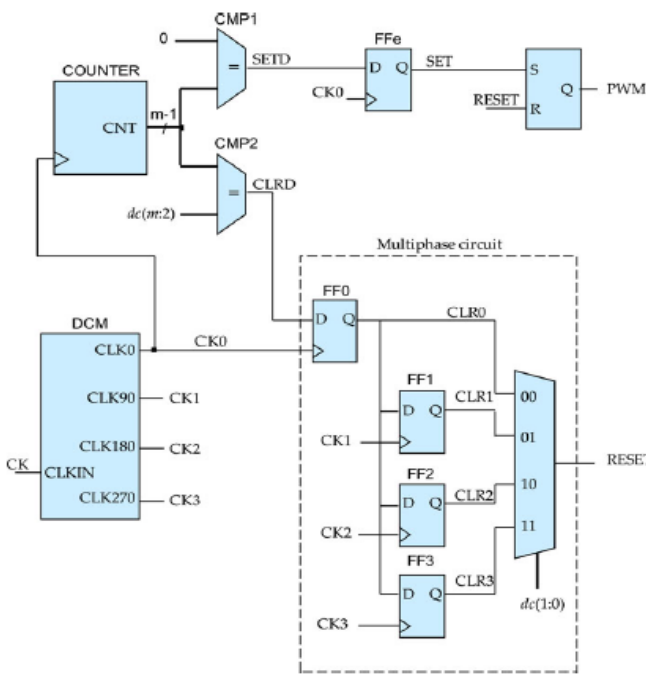 CMP1
0
=
SETD
FFe
D Q
CK0
SET
S
R
Q
RESET
PWM
COUNTER
CNT
m-1
CMP2
=
CLRD
dc(m:2)
Multiphase circuit
FF0
D Q
CLR0
DCM
CLK0
CK0
CLK90
CK1
CLK180
CK2
CK
CLKIN
CLK270
CK3
FF1
D Q
CLR1
CK1
FF2
D Q
CLR2
CK2
FF3
D Q
CLR3
CK3
00
01
10
11
RESET
dc(1:0)